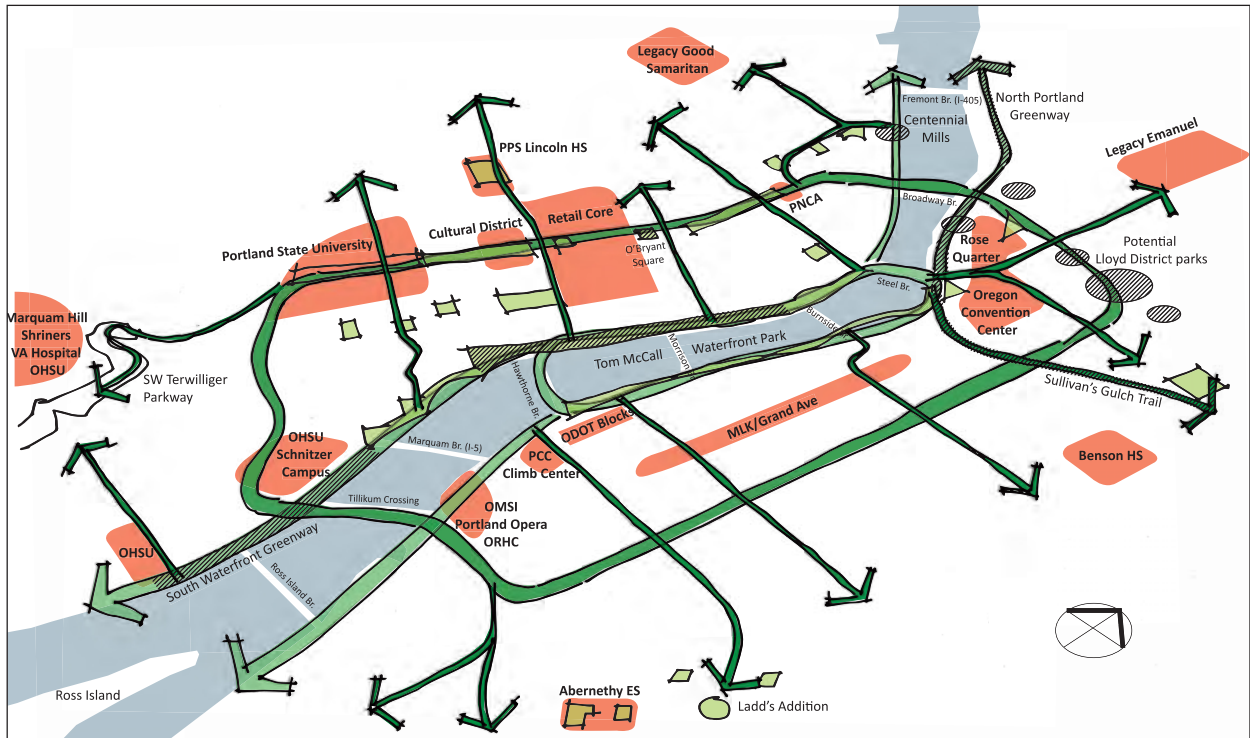 Legacy Good
Samaritan
Fremont Br. (I-405)
North Portland
Greenway
Centennial
Mills
Legacy Emanuel
PPS Lincoln HS
PNCA
Broadway Br.
Retail Core
Cultural District
Portland State University
O'Bryant
Square
Rose
Quarter
Potential
Lloyd District parks
Steel Br.
Oregon
Convention
Center
Marquam Hill
Shriners
VA Hospital
OHSU
SW Terwilliger
Parkway
Burnside
Morrison
Tom McCall
Waterfront Park
Hawthorne Br.
Sullivan's Gulch Trail
MLK/Grand Ave
ODOT Blocks
OHSU
Schnitzer
Campus
Marquam Br. (I-5)
PCC
Climb Center
Benson HS
Tillikum Crossing
OMSI
Portland Opera
ORHC
OHSU
South Waterfront Greenway
Ross Island Br.
Ross Island
Abernethy ES
Ladd's Addition